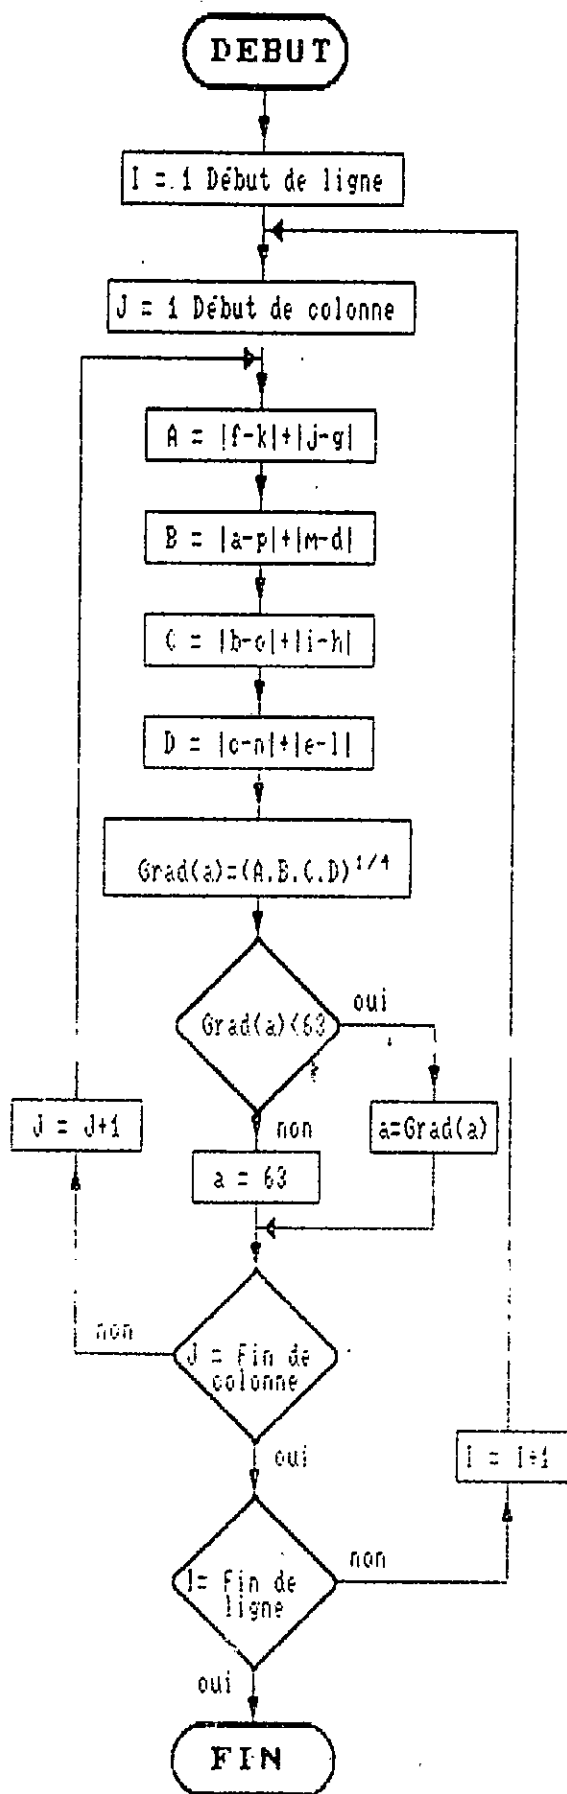 DEBUT
I = 1 Début de ligne
J = 1 Début de colonne
A = |f-k|+|j-g|
B = |a-p|+|m-d|
C = |b-o|+|i-h|
D = |c-n|+|e-l|
Grad(a)=(A.B.C.D)^1/4
Grad(a)<63
oui
?
J = J+1
non
a=Grad(a)
a = 63
non
J = Fin de
colonne
oui
I = I+1
I= Fin de
ligne
non
oui
FIN